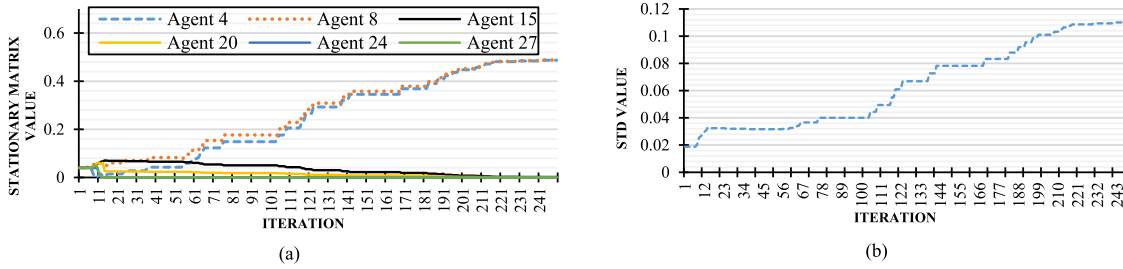 Agent 4 Agent 8 Agent 15
Agent 20 Agent 24 Agent 27
STATIONARY MATRIX
VALUE
0.6
0.4
0.2
0
1 11 21 31 41 51 61 71 81 91 101 111 121 131 141 151 161 171 181 191 201 211 221 231 241
ITERATION
(a)
STD VALUE
0.12
0.1
0.08
0.06
0.04
0.02
0
1 12 23 34 45 56 67 78 89 100 111 122 133 144 155 166 177 188 199 210 221 232 243
ITERATION
(b)